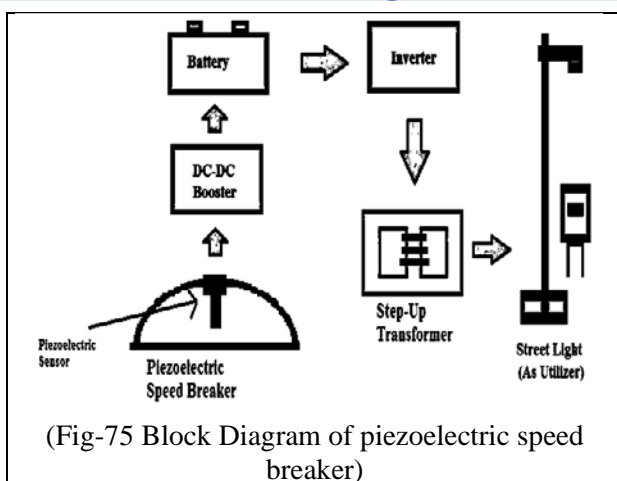 Battery
Inverter
DC-DC
Booster
Piezoelectric
Sensor
Piezoelectric
Speed Breaker
Step-Up
Transformer
Street Light
(As Utilizer)
(Fig-75 Block Diagram of piezoelectric speed
breaker)